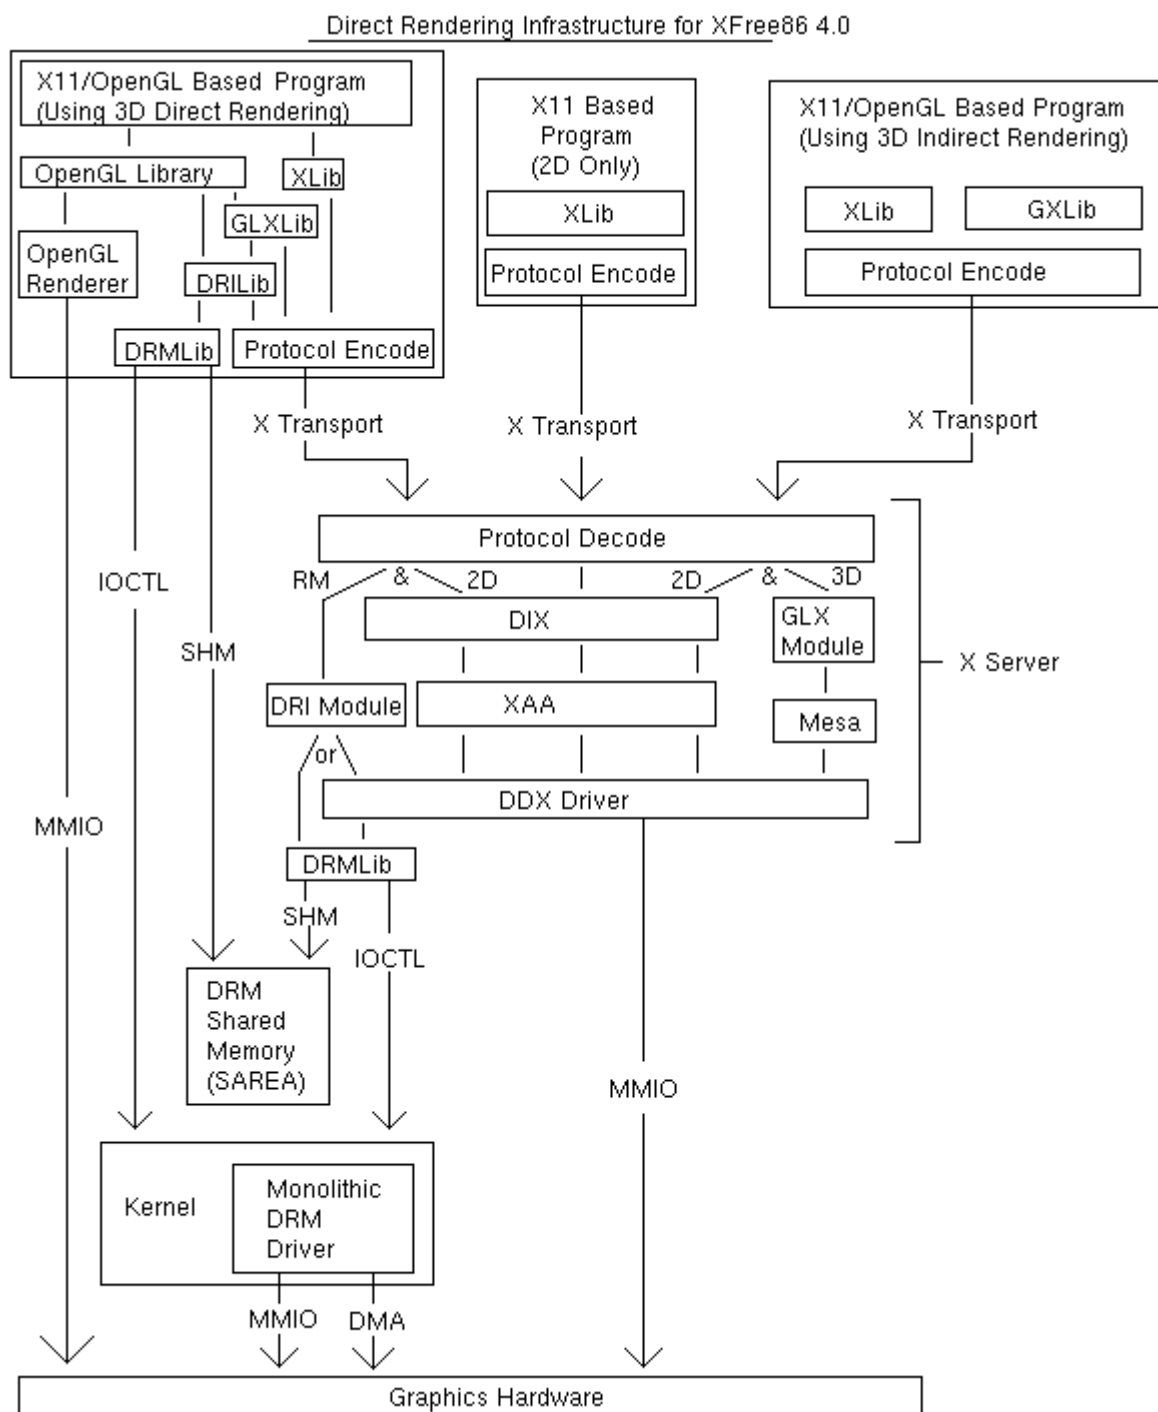 Direct Rendering Infrastructure for XFree86 4.0
X11/OpenGL Based Program
(Using 3D Direct Rendering)
OpenGL Library
XLib
GLXLib
OpenGL
Renderer
DRILib
DRMLib
Protocol Encode
X11 Based
Program
(2D Only)
XLib
Protocol Encode
X11/OpenGL Based Program
(Using 3D Indirect Rendering)
XLib
GXLib
Protocol Encode
X Transport
X Transport
X Transport
Protocol Decode
RM
&
2D
2D
&
3D
IOCTL
DIX
GLX
Module
SHM
X Server
DRI Module
XAA
Mesa
or
DDX Driver
MMIO
DRMLib
SHM
IOCTL
DRM
Shared
Memory
(SAREA)
MMIO
Kernel
Monolithic
DRM
Driver
MMIO
DMA
Graphics Hardware